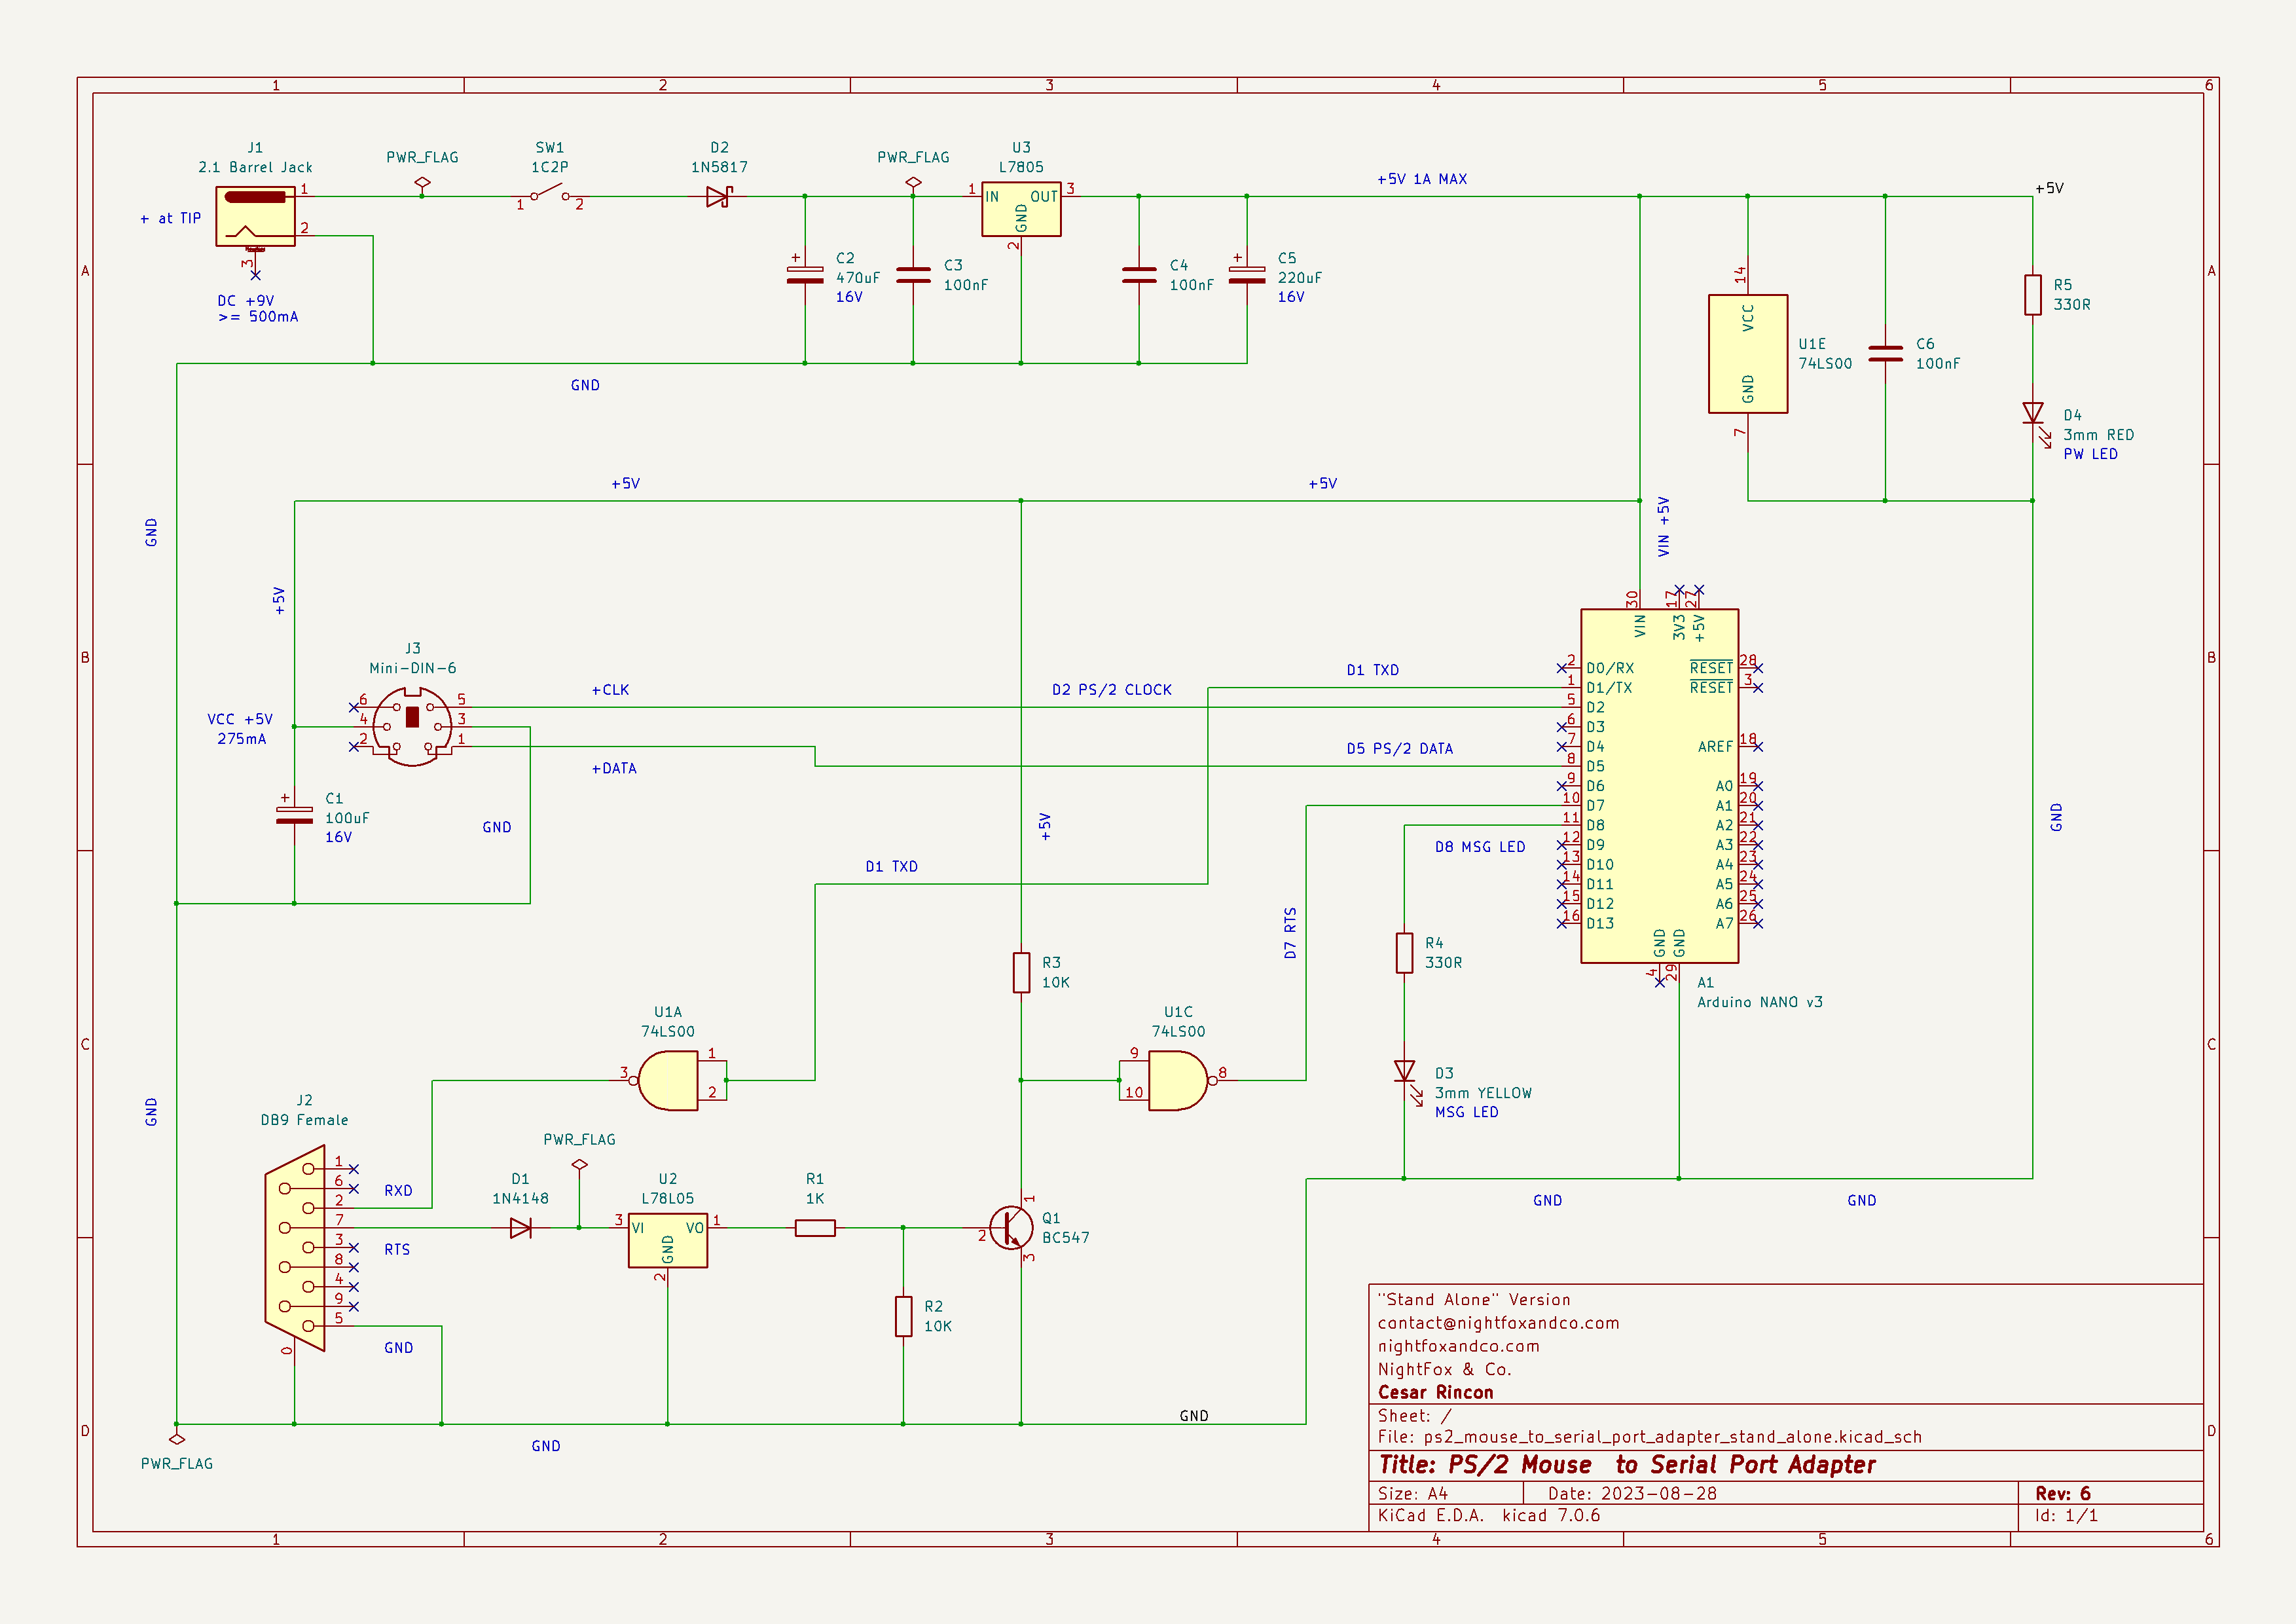 1 2 3 4 5 6
A
B
C
D
J1
2.1 Barrel Jack
1
2
3
+ at TIP
DC +9V
>= 500mA
PWR_FLAG
SW1
1C2P
1 2
D2
1N5817
PWR_FLAG
U3
L7805
1 IN OUT 3
GND
2
+5V 1A MAX
+5V
+ C2
470uF
16V
C3
100nF
C4
100nF
+ C5
220uF
16V
GND
14
VCC
GND
7
U1E
74LS00
C6
100nF
R5
330R
D4
3mm RED
PW LED
+5V
+5V
VIN +5V
GND
+5V
J3
Mini-DIN-6
6 5
4 3
2 1
VCC +5V
275mA
+CLK
+DATA
GND
+ C1
100uF
16V
D2 PS/2 CLOCK
D1 TXD
D5 PS/2 DATA
+5V
D1 TXD
D7 RTS
D8 MSG LED
30 17 27
VIN 3V3 +5V
2 D0/RX RESET 28
1 D1/TX RESET 3
5 D2
6 D3
7 D4 AREF 18
8 D5
9 D6 A0 19
10 D7 A1 20
11 D8 A2 21
12 D9 A3 22
13 D10 A4 23
14 D11 A5 24
15 D12 A6 25
16 D13 A7 26
GND GND
4 29
A1
Arduino NANO v3
GND
R3
10K
R4
330R
U1A
74LS00
3 1
2
U1C
74LS00
9
10
8
D3
3mm YELLOW
MSG LED
GND
J2
DB9 Female
1
6
2
7
3
8
4
9
5
0
RXD
RTS
GND
D1
1N4148
PWR_FLAG
U2
L78L05
3 VI VO 1
GND
2
R1
1K
R2
10K
1
2
3
Q1
BC547
GND GND
GND
GND
PWR_FLAG
"Stand Alone" Version
contact@nightfoxandco.com
nightfoxandco.com
NightFox & Co.
Cesar Rincon
Sheet: /
File: ps2_mouse_to_serial_port_adapter_stand_alone.kicad_sch
Title: PS/2 Mouse to Serial Port Adapter
Size: A4 Date: 2023-08-28 Rev: 6
KiCad E.D.A. kicad 7.0.6 Id: 1/1
A
B
C
D
1 2 3 4 5 6